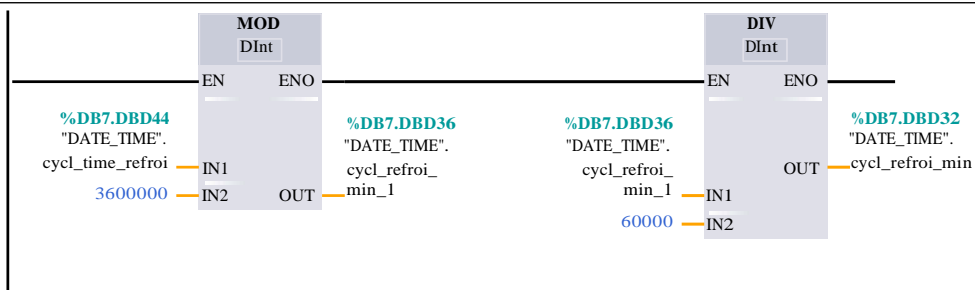 MOD
DInt
EN ENO
%DB7.DBD44
"DATE_TIME".
cycl_time_refroi
IN1
3600000
IN2
OUT
%DB7.DBD36
"DATE_TIME".
cycl_refroi_
min_1
DIV
DInt
EN ENO
%DB7.DBD36
"DATE_TIME".
cycl_refroi_
min_1
IN1
60000
IN2
OUT
%DB7.DBD32
"DATE_TIME".
cycl_refroi_min